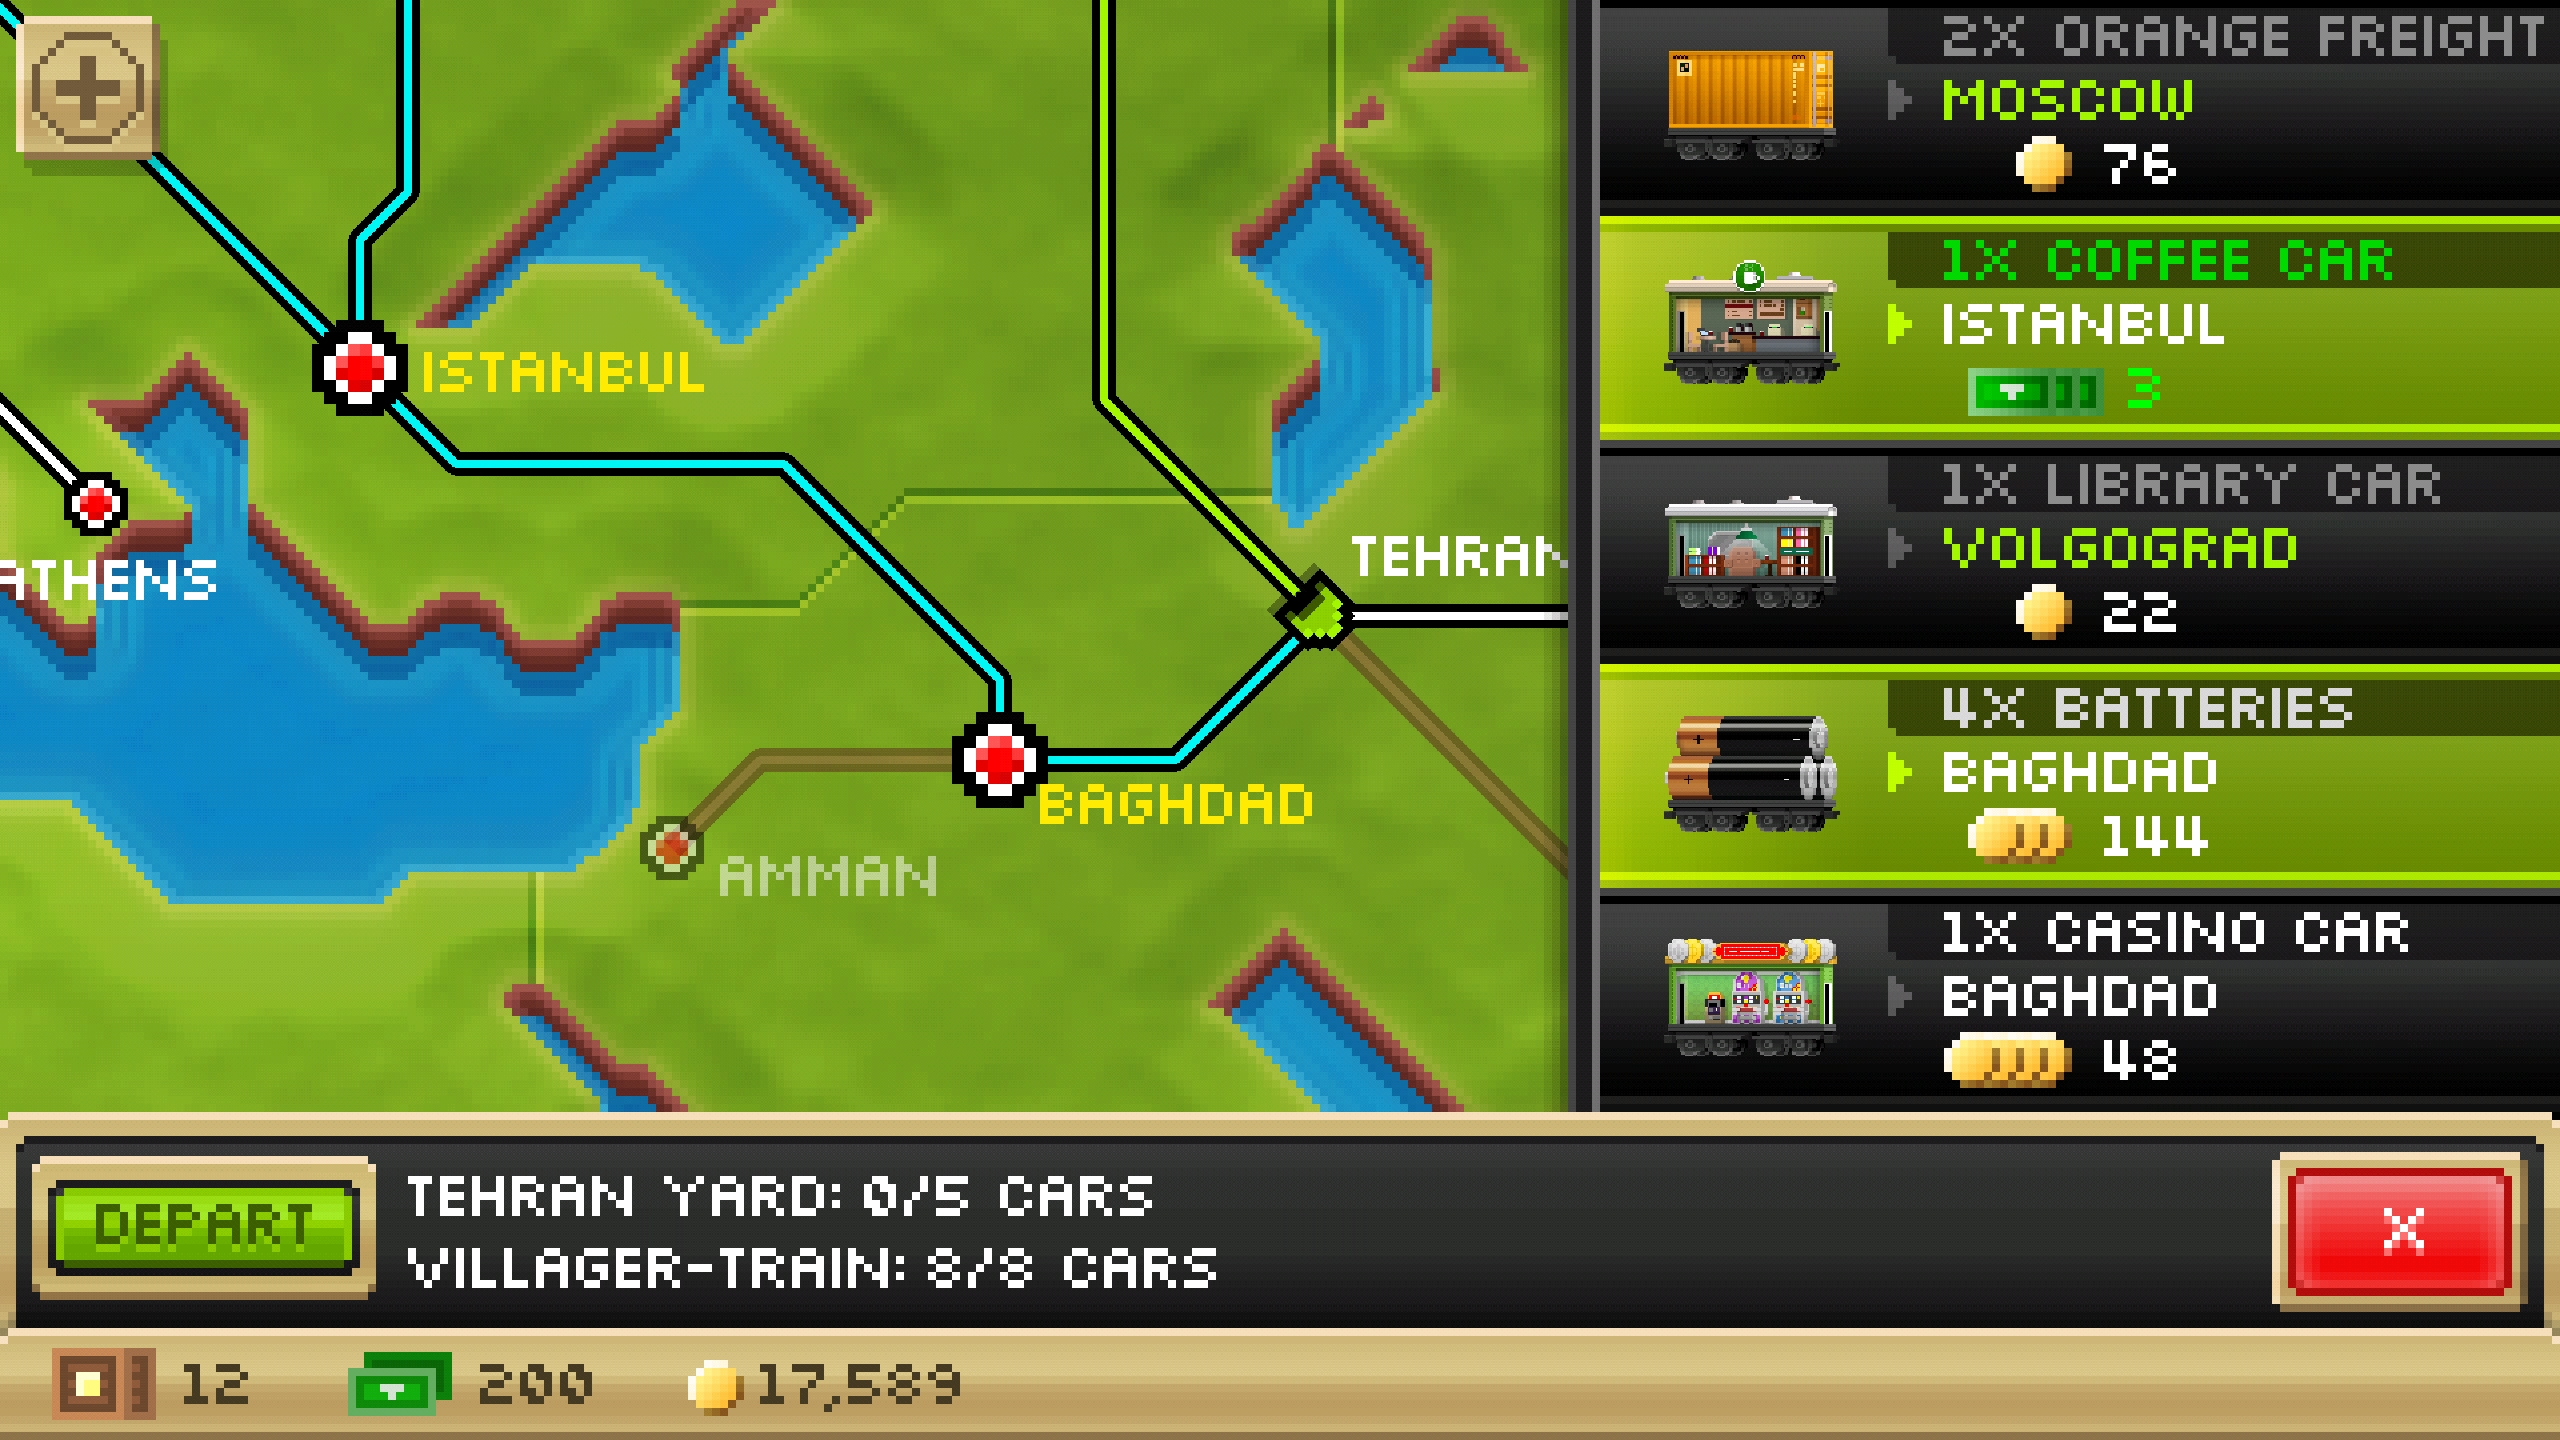 ISTANBUL
ATHENS
TEHRAN
BAGHDAD
AMMAN
2X ORANGE FREIGHT
MOSCOW
76
1X COFFEE CAR
ISTANBUL
3
1X LIBRARY CAR
VOLGOGRAD
22
4X BATTERIES
BAGHDAD
144
1X CASINO CAR
BAGHDAD
48
DEPART
TEHRAN YARD: 0/5 CARS
VILLAGER-TRAIN: 8/8 CARS
X
12
200
17,589